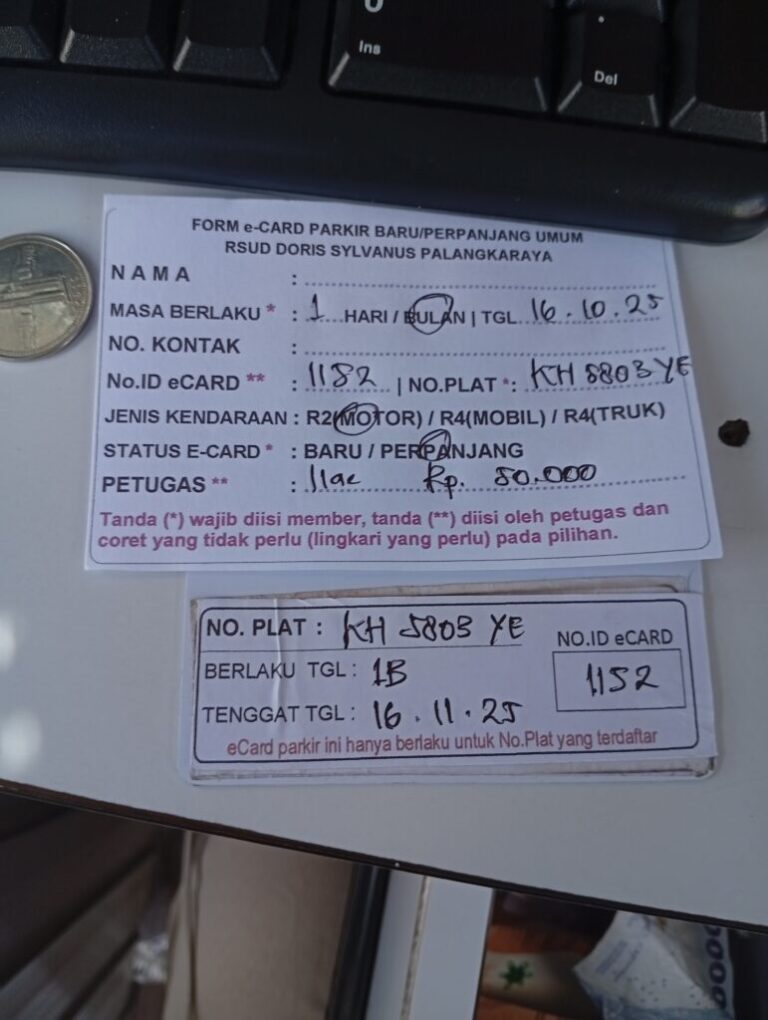 Ins
Del
FORM e-CARD PARKIR BARU/PERPANJANG UMUM
RSUD DORIS SYLVANUS PALANGKARAYA
NAMA :
MASA BERLAKU * : 1 HARI / BULAN | TGL 16.10.25
NO. KONTAK :
No.ID eCARD ** : 1152 | NO.PLAT *: KH 5803 YE
JENIS KENDARAAN : R2(MOTOR) / R4(MOBIL) / R4(TRUK)
STATUS E-CARD * : BARU / PERPANJANG
PETUGAS ** : Rp. 50.000
Tanda (*) wajib diisi member, tanda (**) diisi oleh petugas dan
coret yang tidak perlu (lingkari yang perlu) pada pilihan.
NO. PLAT : KH 5803 YE
NO.ID eCARD
BERLAKU TGL : 1B
1152
TENGGAT TGL : 16.11.25
eCard parkir ini hanya berlaku untuk No.Plat yang terdaftar